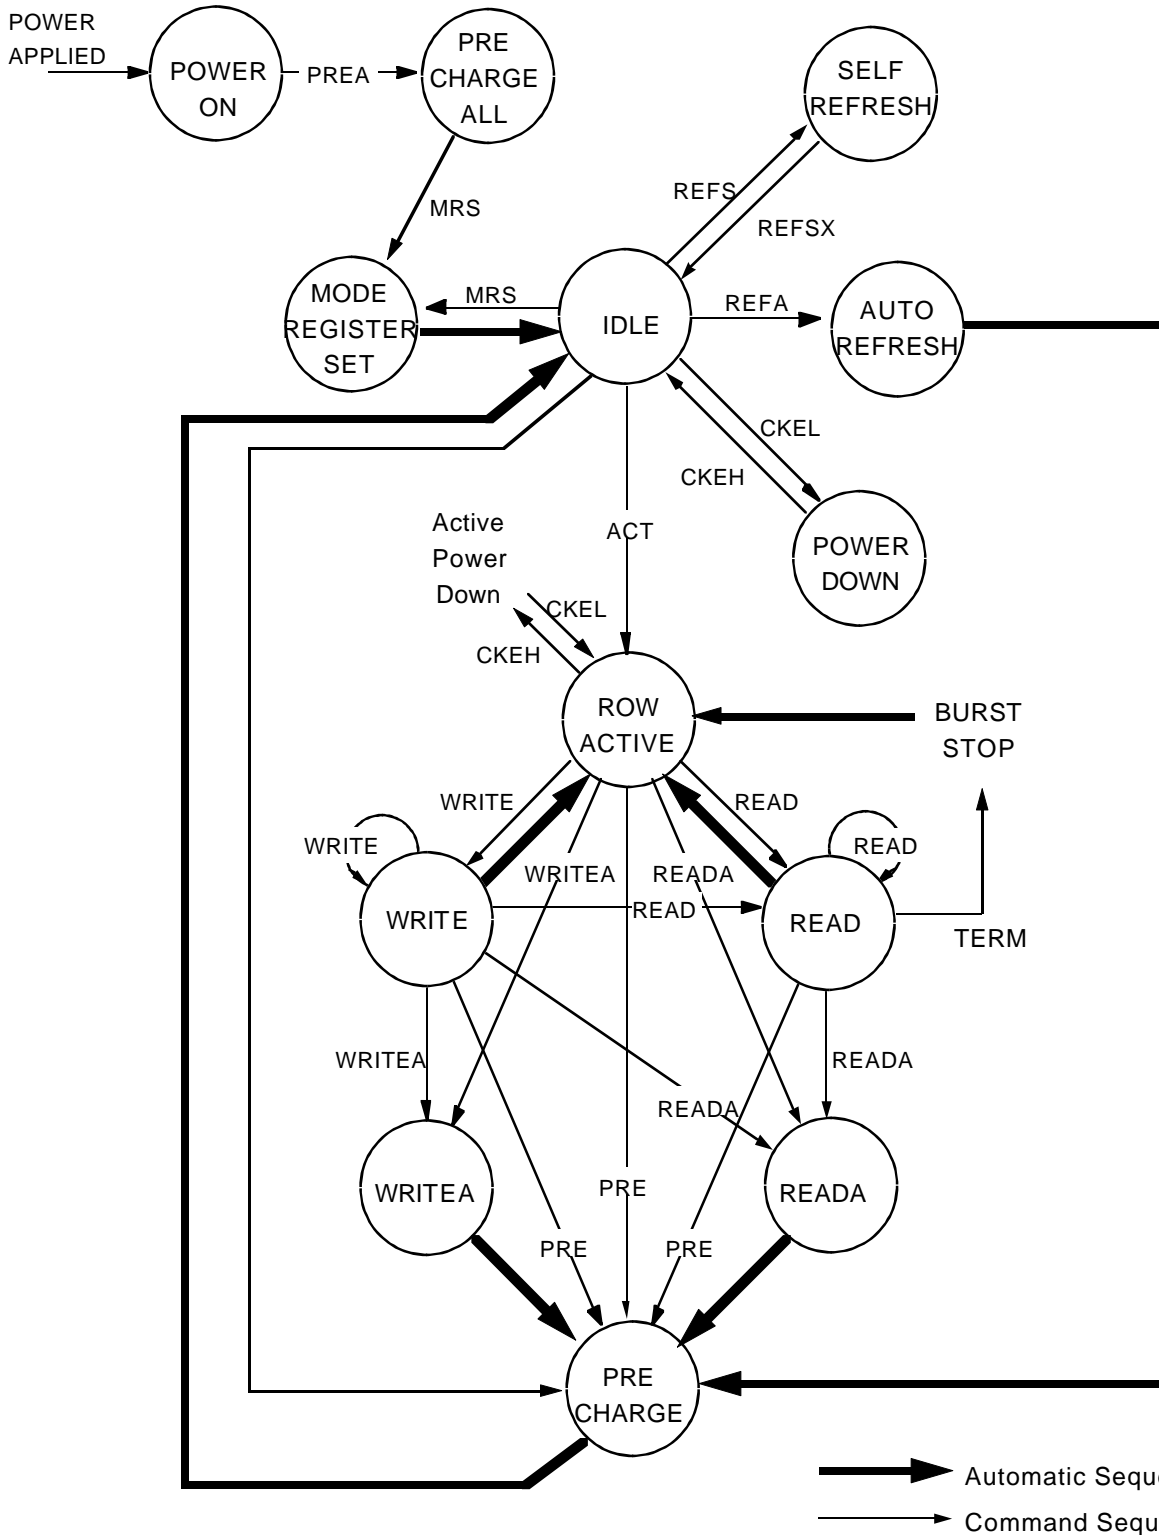 POWER
APPLIED
POWER
ON
PREA
PRE
CHARGE
ALL
SELF
REFRESH
MRS
REFS
REFSX
MODE
REGISTER
SET
MRS
IDLE
REFA
AUTO
REFRESH
CKEL
CKEH
Active
Power
Down
ACT
POWER
DOWN
CKEL
CKEH
ROW
ACTIVE
BURST
STOP
WRITE
READ
WRITE
WRITEA
READA
READ
WRITE
READ
READ
TERM
WRITEA
READA
READA
WRITEA
PRE
READA
PRE
PRE
PRE
CHARGE
Automatic
Command